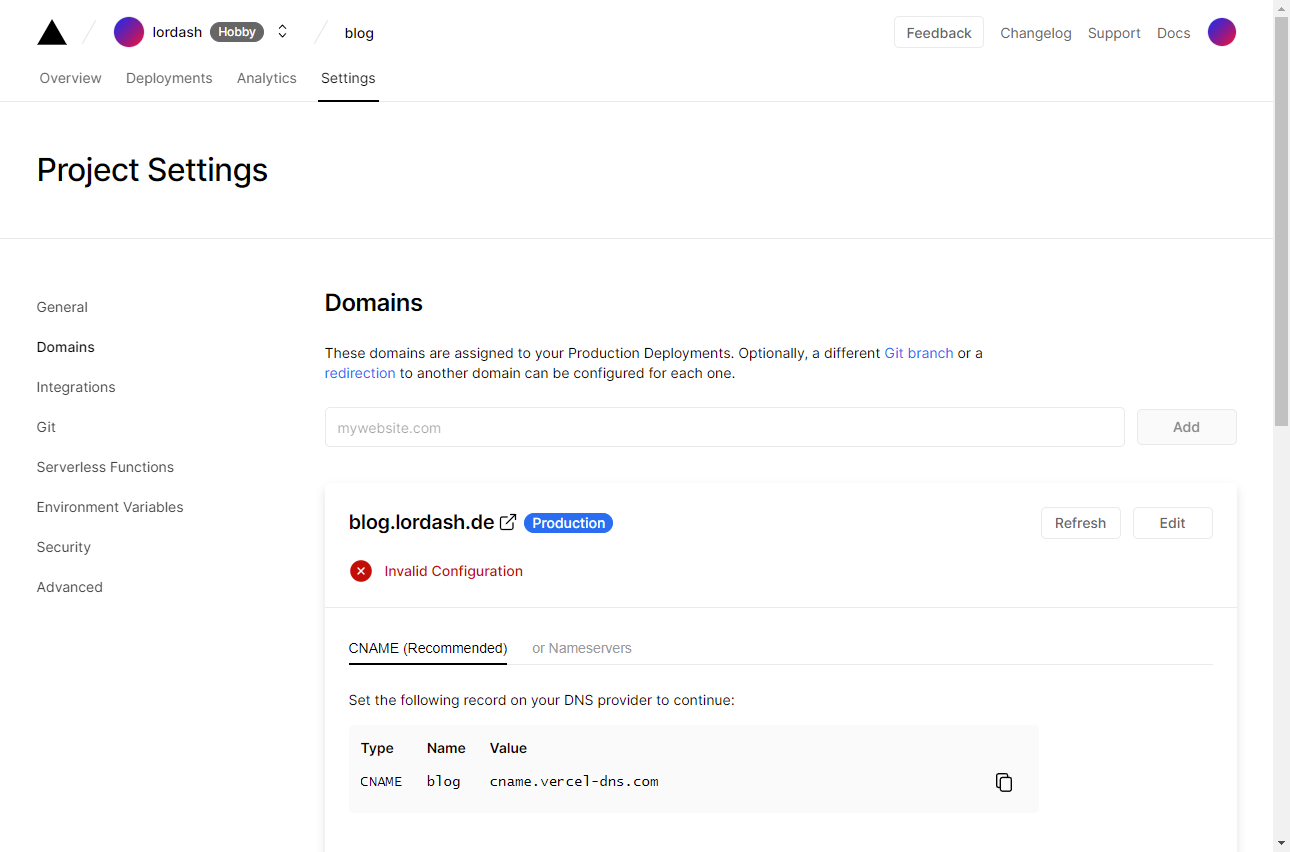 lordash Hobby blog Feedback Changelog Support Docs
Overview Deployments Analytics Settings
Project Settings
General
Domains
Integrations
Git
Serverless Functions
Environment Variables
Security
Advanced
Domains
These domains are assigned to your Production Deployments. Optionally, a different Git branch or a
redirection to another domain can be configured for each one.
mywebsite.com Add
blog.lordash.de Production Refresh Edit
Invalid Configuration
CNAME (Recommended) or Nameservers
Set the following record on your DNS provider to continue:
Type Name Value
CNAME blog cname.vercel-dns.com